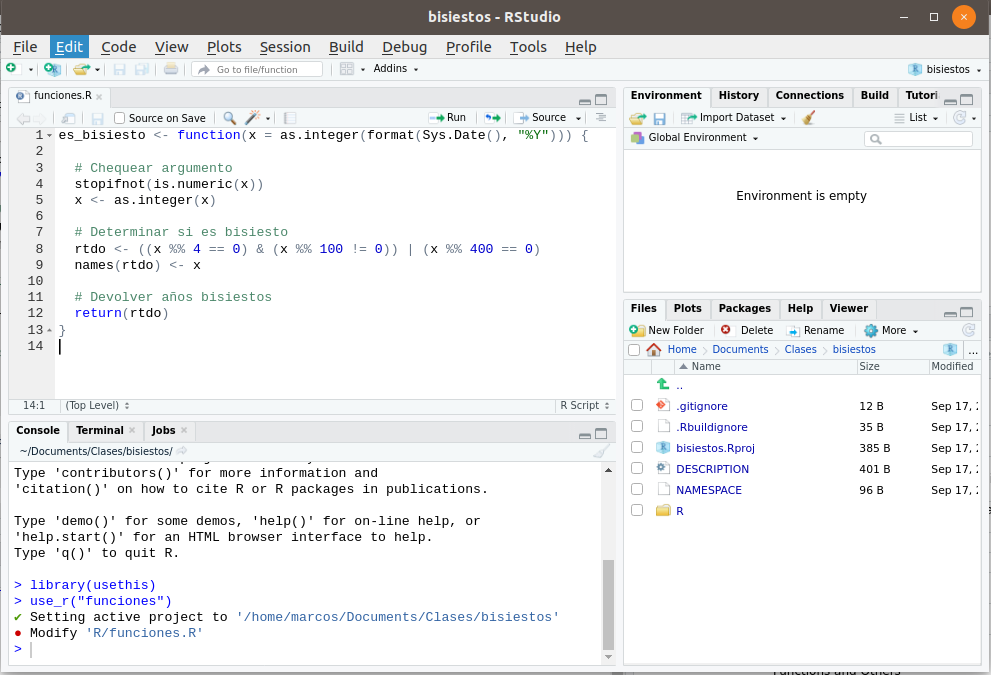 bisiestos - RStudio
File Edit Code View Plots Session Build Debug Profile Tools Help
Go to file/function Addins bisiestos
funciones.R
Source on Save Run Source
1 es_bisiesto <- function(x = as.integer(format(Sys.Date(), "%Y"))) {
2
3 # Chequear argumento
4 stopifnot(is.numeric(x))
5 x <- as.integer(x)
6
7 # Determinar si es bisiesto
8 rtdo <- ((x %% 4 == 0) & (x %% 100 != 0)) | (x %% 400 == 0)
9 names(rtdo) <- x
10
11 # Devolver años bisiestos
12 return(rtdo)
13 }
14
14:1 (Top Level) R Script
Console Terminal Jobs
~/Documents/Clases/bisiestos/
Type 'contributors()' for more information and
'citation()' on how to cite R or R packages in publications.
Type 'demo()' for some demos, 'help()' for on-line help, or
'help.start()' for an HTML browser interface to help.
Type 'q()' to quit R.
> library(usethis)
> use_r("funciones")
✔ Setting active project to '/home/marcos/Documents/Clases/bisiestos'
● Modify 'R/funciones.R'
>
Environment History Connections Build Tutori
Import Dataset List
Global Environment
Environment is empty
Files Plots Packages Help Viewer
New Folder Delete Rename More
Home Documents Clases bisiestos ...
Name Size Modified
..
.gitignore 12 B Sep 17,
.Rbuildignore 35 B Sep 17,
bisiestos.Rproj 385 B Sep 17,
DESCRIPTION 401 B Sep 17,
NAMESPACE 96 B Sep 17,
R